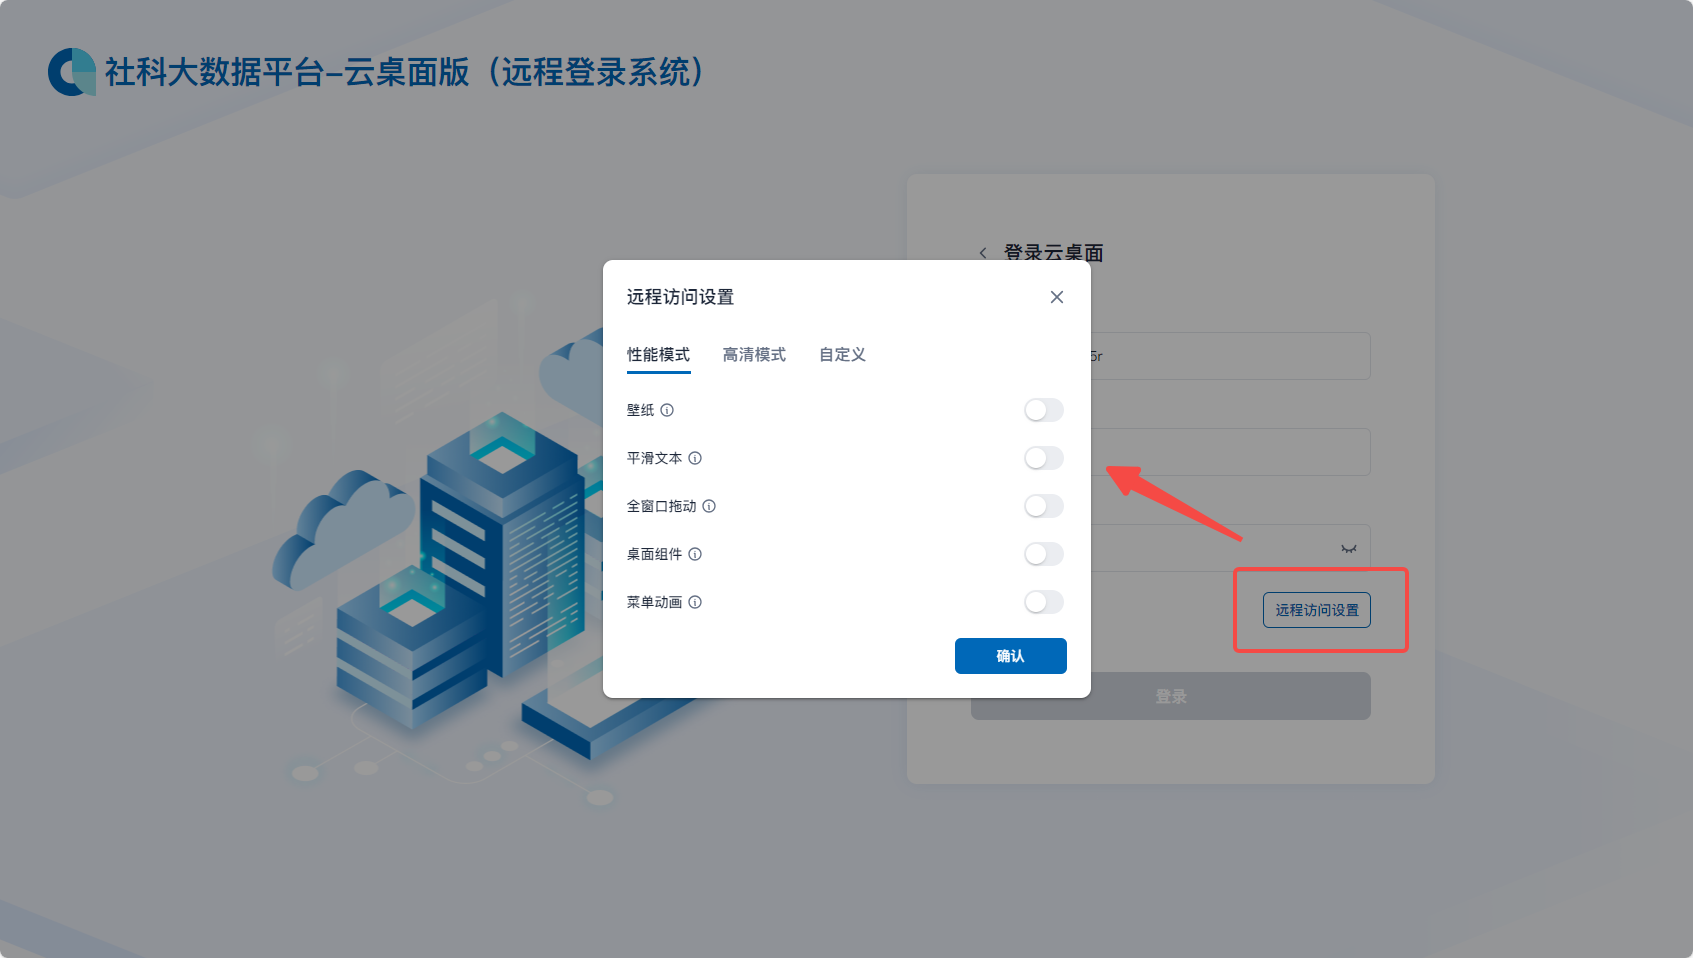 社科大数据平台–云桌面版（远程登录系统）
登录云桌面
远程访问设置
性能模式 高清模式 自定义
5r
壁纸
平滑文本
全窗口拖动
桌面组件
菜单动画
远程访问设置
确认
登录